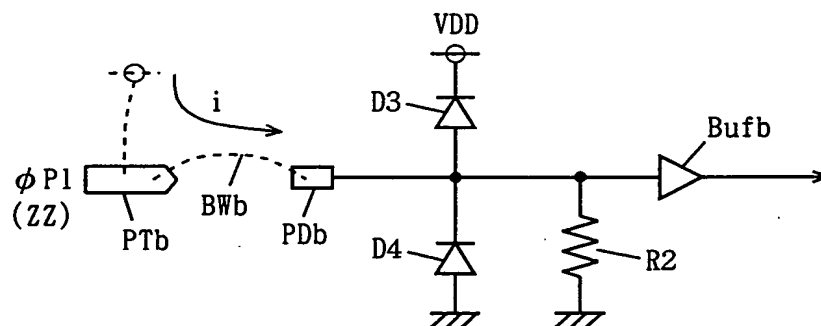 VDD
D3
i
Bufb
φP1
(ZZ)
PTb
BWb
PDb
D4
R2